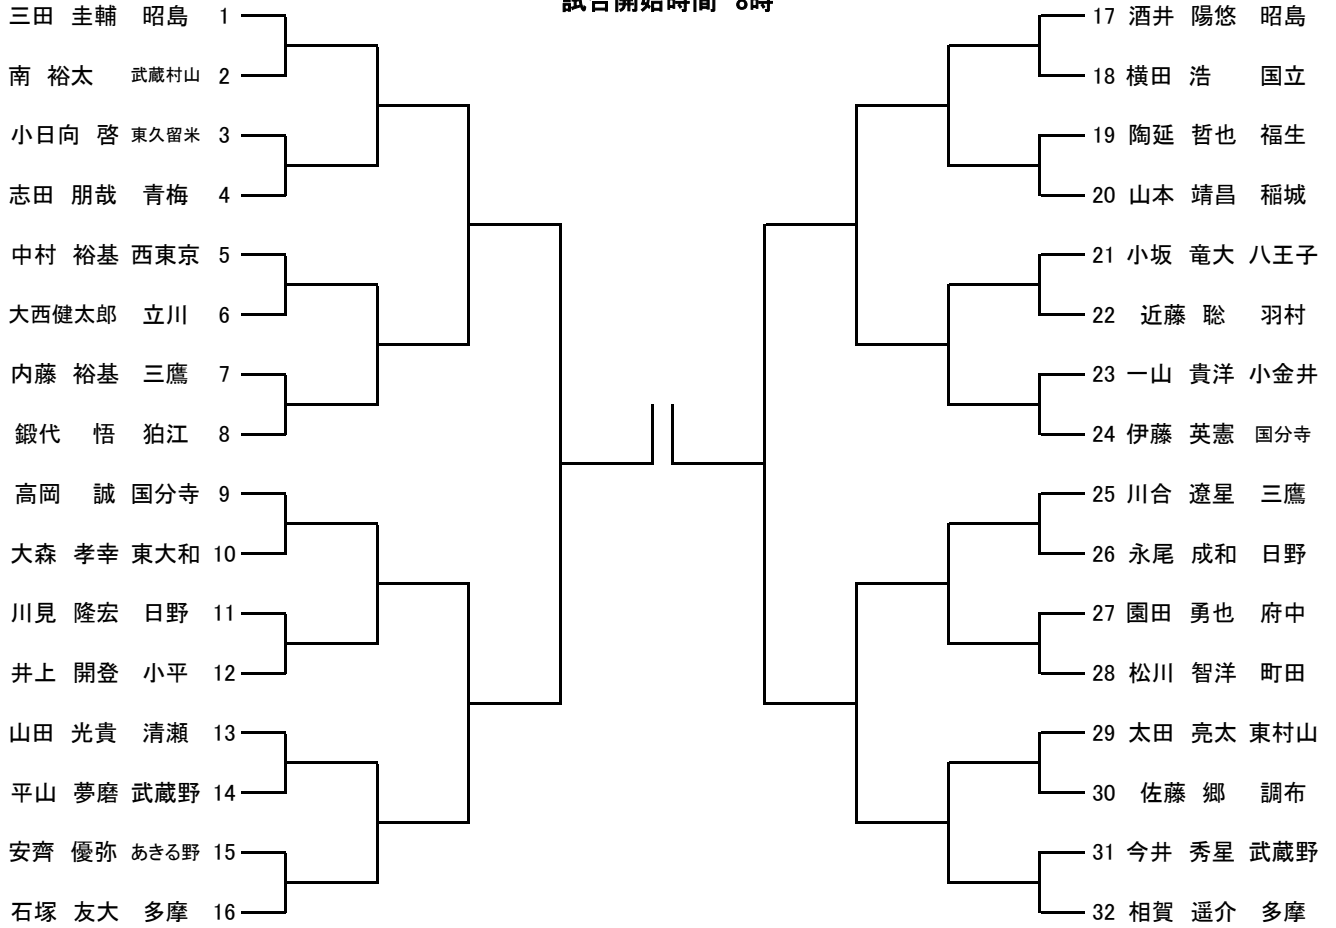 試合開始時間 8時
三田 圭輔 昭島 1
南 裕太 武蔵村山 2
小日向 啓 東久留米 3
志田 朋哉 青梅 4
中村 裕基 西東京 5
大西健太郎 立川 6
内藤 裕基 三鷹 7
鍛代 悟 狛江 8
高岡 誠 国分寺 9
大森 孝幸 東大和 10
川見 隆宏 日野 11
井上 開登 小平 12
山田 光貴 清瀬 13
平山 夢磨 武蔵野 14
安齊 優弥 あきる野 15
石塚 友大 多摩 16
17 酒井 陽悠 昭島
18 横田 浩 国立
19 陶延 哲也 福生
20 山本 靖昌 稲城
21 小坂 竜大 八王子
22 近藤 聡 羽村
23 一山 貴洋 小金井
24 伊藤 英憲 国分寺
25 川合 遼星 三鷹
26 永尾 成和 日野
27 園田 勇也 府中
28 松川 智洋 町田
29 太田 亮太 東村山
30 佐藤 郷 調布
31 今井 秀星 武蔵野
32 相賀 遥介 多摩